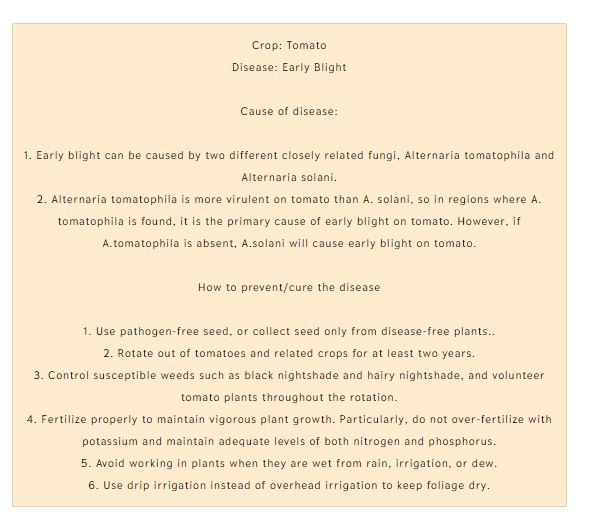 Crop: Tomato
Disease: Early Blight
Cause of disease:
1. Early blight can be caused by two different closely related fungi, Alternaria tomatophila and
Alternaria solani.
2. Alternaria tomatophila is more virulent on tomato than A. solani, so in regions where A.
tomatophila is found, it is the primary cause of early blight on tomato. However, if
A.tomatophila is absent, A.solani will cause early blight on tomato.
How to prevent/cure the disease
1. Use pathogen-free seed, or collect seed only from disease-free plants..
2. Rotate out of tomatoes and related crops for at least two years.
3. Control susceptible weeds such as black nightshade and hairy nightshade, and volunteer
tomato plants throughout the rotation.
4. Fertilize properly to maintain vigorous plant growth. Particularly, do not over-fertilize with
potassium and maintain adequate levels of both nitrogen and phosphorus.
5. Avoid working in plants when they are wet from rain, irrigation, or dew.
6. Use drip irrigation instead of overhead irrigation to keep foliage dry.